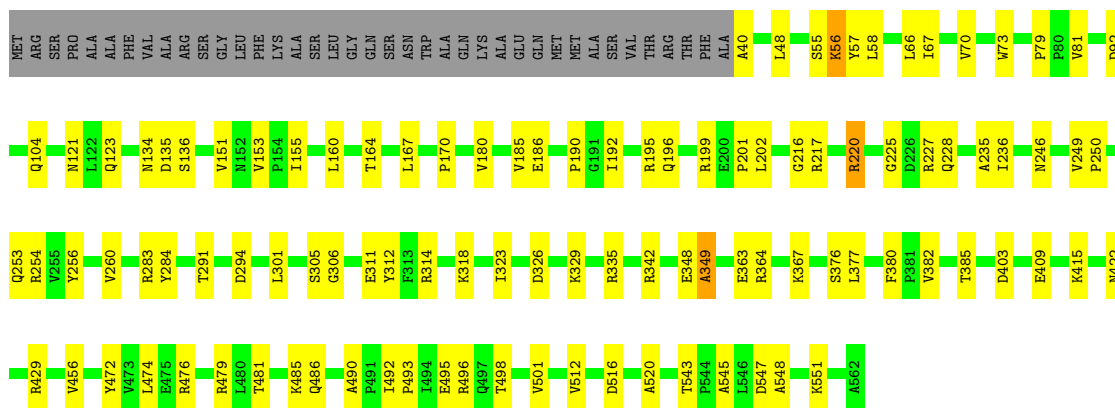 MET ARG SER PRO ALA ALA PHE VAL ALA ARG SER GLY LEU PHE LYS ALA SER LEU GLY GLN SER ASN TRP ALA GLN LYS ALA GLU GLN MET MET ALA SER VAL THR ARG THR PHE ALA A40 L48 S55 K56 Y57 L58 L66 I67 V70 W73 P79 P80 V81
Q104 N121 L122 Q123 N134 D135 S136 V151 N152 V153 P154 I155 L160 T164 L167 P170 V180 V185 E186 P190 G191 I192 R195 Q196 R199 E200 P201 L202 G216 R217 R220 G225 D226 R227 Q228 A235 I236 N246 V249 P250
Q253 R254 V255 Y256 V260 R283 Y284 T291 D294 L301 S305 G306 E311 Y312 F313 R314 K318 I323 D326 K329 R335 R342 E348 A349 E363 R364 K367 S376 L377 F380 P381 V382 T385 D403 E409 K415
R429 V456 Y472 V473 L474 E475 R476 R479 L480 T481 K485 Q486 A490 P491 I492 P493 I494 E495 R496 Q497 T498 V501 V512 D516 A520 T543 P544 A545 L546 D547 A548 K551 A562